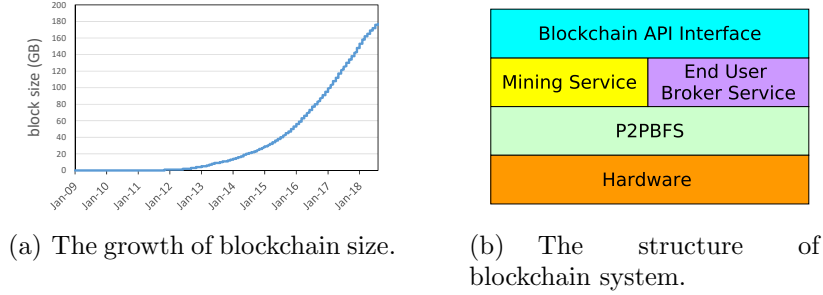 200
180
160
140
120
100
80
60
40
20
0
block size (GB)
Jan-09
Jan-10
Jan-11
Jan-12
Jan-13
Jan-14
Jan-15
Jan-16
Jan-17
Jan-18
(a) The growth of blockchain size.
Blockchain API Interface
Mining Service
End User
Broker Service
P2PBFS
Hardware
(b) The structure of
blockchain system.